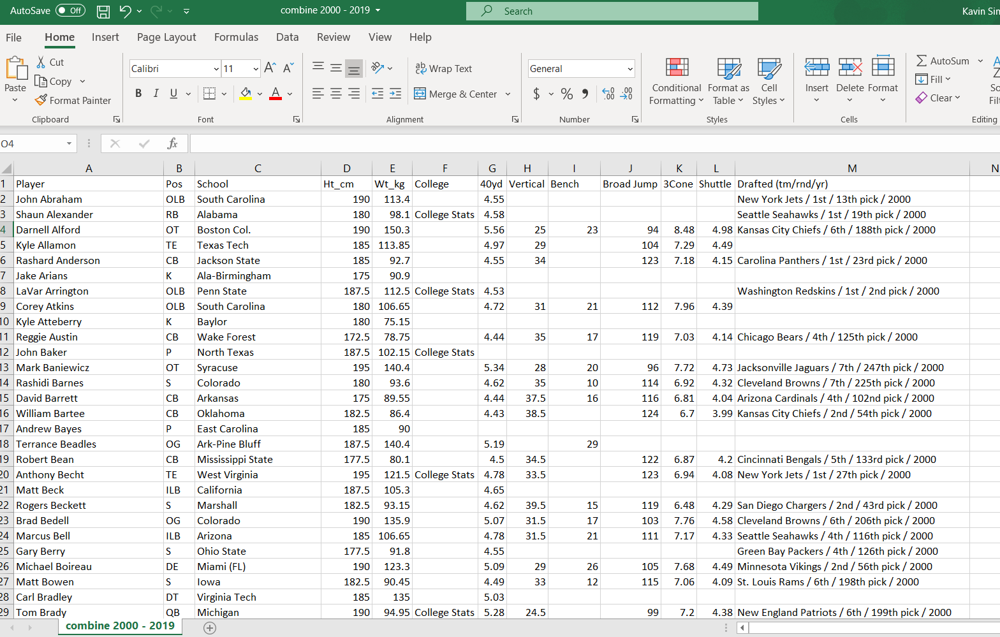 AutoSave Off combine 2000 - 2019 Search Kavin Sim
File Home Insert Page Layout Formulas Data Review View Help
Paste Cut Copy Format Painter Clipboard
Calibri 11 A A B I U A Font
ab Wrap Text Merge & Center Alignment
General $ % 9 .00 .00 Number
Conditional Formatting Format as Table Cell Styles Styles
Insert Delete Format Cells
AutoSum Fill Clear Editing
O4 fx
A B C D E F G H I J K L M N
1 Player Pos School Ht_cm Wt_kg College 40yd Vertical Bench Broad Jump 3Cone Shuttle Drafted (tm/rnd/yr)
2 John Abraham OLB South Carolina 190 113.4 4.55 New York Jets / 1st / 13th pick / 2000
3 Shaun Alexander RB Alabama 180 98.1 College Stats 4.58 Seattle Seahawks / 1st / 19th pick / 2000
4 Darnell Alford OT Boston Col. 190 150.3 5.56 25 23 94 8.48 4.98 Kansas City Chiefs / 6th / 188th pick / 2000
5 Kyle Allamon TE Texas Tech 185 113.85 4.97 29 104 7.29 4.49
6 Rashard Anderson CB Jackson State 185 92.7 4.55 34 123 7.18 4.15 Carolina Panthers / 1st / 23rd pick / 2000
7 Jake Arians K Ala-Birmingham 175 90.9
8 LaVar Arrington OLB Penn State 187.5 112.5 College Stats 4.53 Washington Redskins / 1st / 2nd pick / 2000
9 Corey Atkins OLB South Carolina 180 106.65 4.72 31 21 112 7.96 4.39
10 Kyle Atteberry K Baylor 180 75.15
11 Reggie Austin CB Wake Forest 172.5 78.75 4.44 35 17 119 7.03 4.14 Chicago Bears / 4th / 125th pick / 2000
12 John Baker P North Texas 187.5 102.15 College Stats
13 Mark Baniewicz OT Syracuse 195 140.4 5.34 28 20 96 7.72 4.73 Jacksonville Jaguars / 7th / 247th pick / 2000
14 Rashidi Barnes S Colorado 180 93.6 4.62 35 10 114 6.92 4.32 Cleveland Browns / 7th / 225th pick / 2000
15 David Barrett CB Arkansas 175 89.55 4.44 37.5 16 116 6.81 4.04 Arizona Cardinals / 4th / 102nd pick / 2000
16 William Bartee CB Oklahoma 182.5 86.4 4.43 38.5 124 6.7 3.99 Kansas City Chiefs / 2nd / 54th pick / 2000
17 Andrew Bayes P East Carolina 185 90
18 Terrance Beadles OG Ark-Pine Bluff 187.5 140.4 5.19 29
19 Robert Bean CB Mississippi State 177.5 80.1 4.5 34.5 122 6.87 4.2 Cincinnati Bengals / 5th / 133rd pick / 2000
20 Anthony Becht TE West Virginia 195 121.5 College Stats 4.78 33.5 123 6.94 4.08 New York Jets / 1st / 27th pick / 2000
21 Matt Beck ILB California 187.5 105.3 4.65
22 Rogers Beckett S Marshall 182.5 93.15 4.62 39.5 15 119 6.48 4.29 San Diego Chargers / 2nd / 43rd pick / 2000
23 Brad Bedell OG Colorado 190 135.9 5.07 31.5 17 103 7.76 4.58 Cleveland Browns / 6th / 206th pick / 2000
24 Marcus Bell ILB Arizona 185 106.65 4.78 31.5 21 111 7.17 4.33 Seattle Seahawks / 4th / 116th pick / 2000
25 Gary Berry S Ohio State 177.5 91.8 4.55 Green Bay Packers / 4th / 126th pick / 2000
26 Michael Boireau DE Miami (FL) 190 123.3 5.09 29 26 105 7.68 4.49 Minnesota Vikings / 2nd / 56th pick / 2000
27 Matt Bowen S Iowa 182.5 90.45 4.49 33 12 115 7.06 4.09 St. Louis Rams / 6th / 198th pick / 2000
28 Carl Bradley DT Virginia Tech 185 135 5.03
29 Tom Brady QB Michigan 190 94.95 College Stats 5.28 24.5 99 7.2 4.38 New England Patriots / 6th / 199th pick / 2000
combine 2000 - 2019